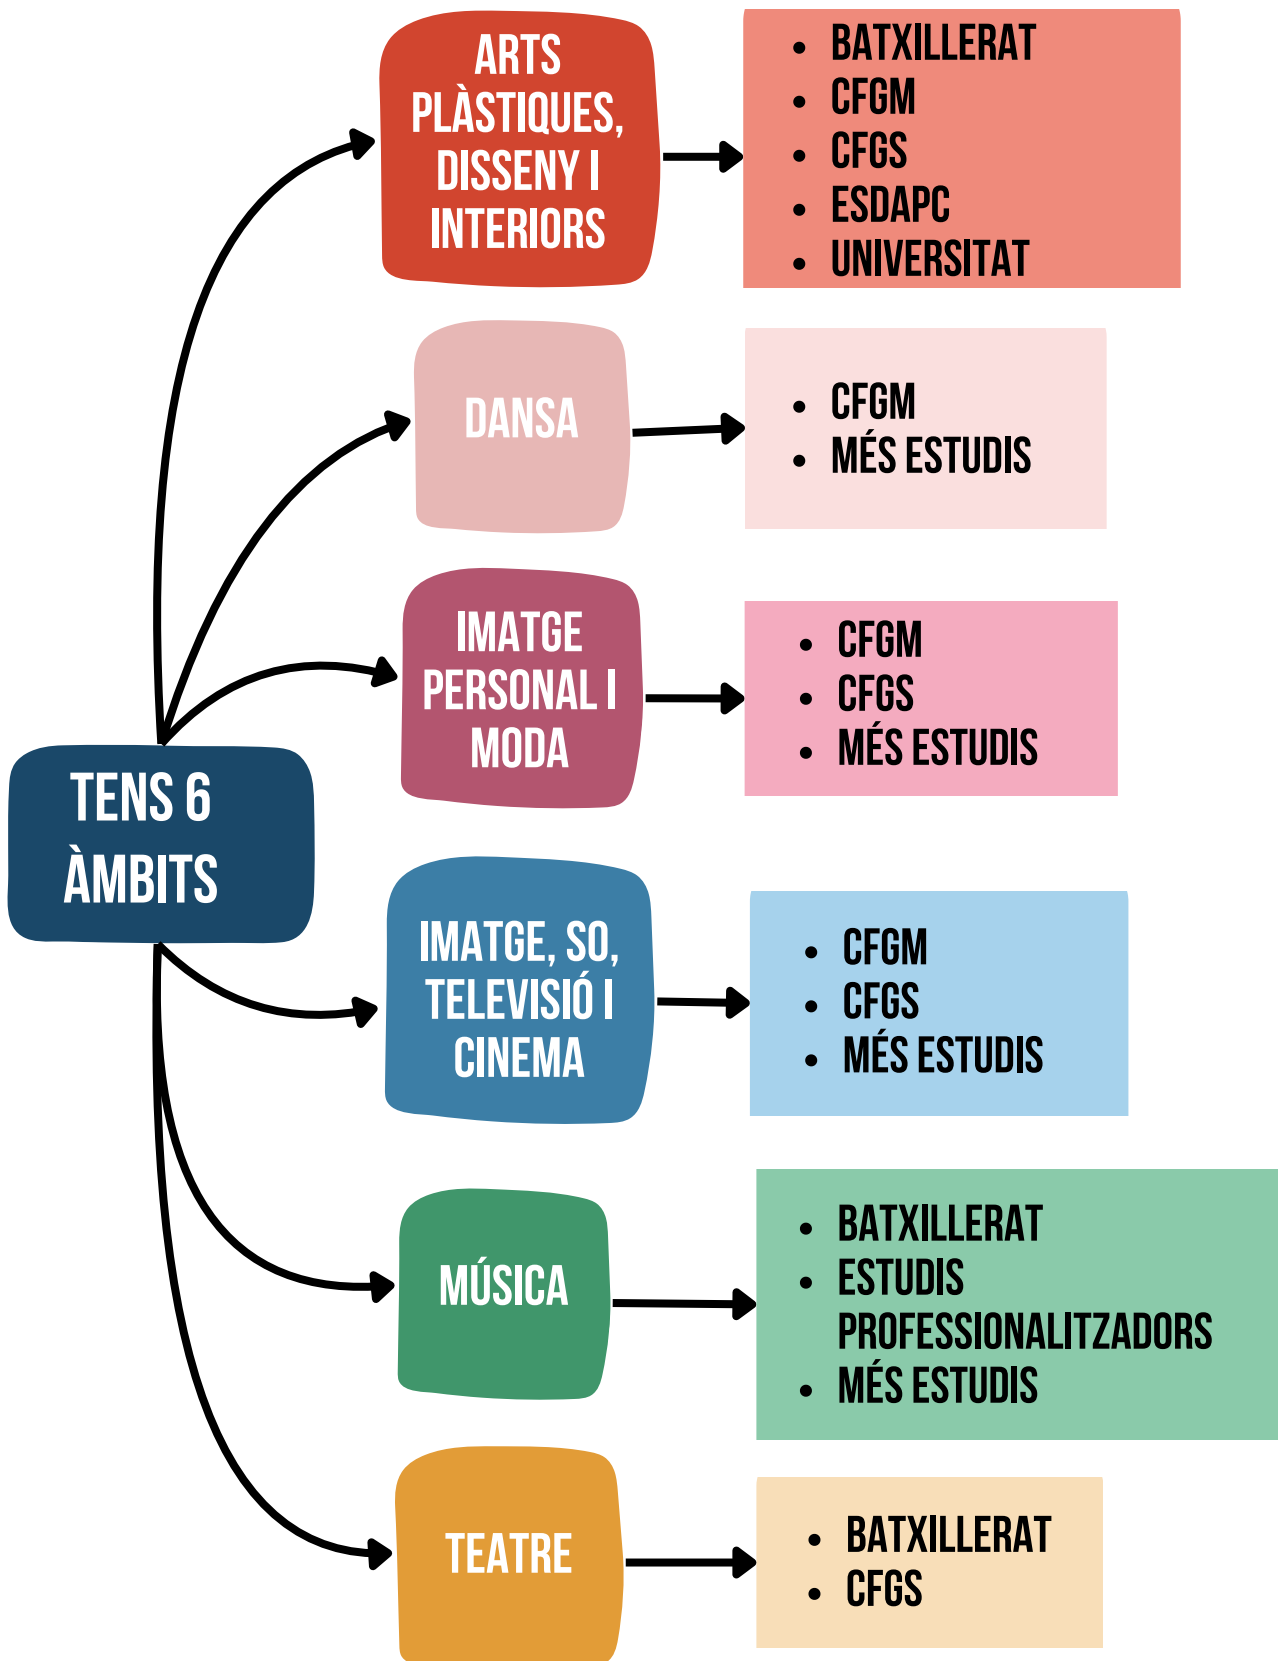 ARTS
PLÀSTIQUES,
DISSENY I
INTERIORS
• BATXILLERAT
• CFGM
• CFGS
• ESDAPC
• UNIVERSITAT
DANSA
• CFGM
• MÉS ESTUDIS
IMATGE
PERSONAL I
MODA
• CFGM
• CFGS
• MÉS ESTUDIS
TENS 6
ÀMBITS
IMATGE, SO,
TELEVISIÓ I
CINEMA
• CFGM
• CFGS
• MÉS ESTUDIS
MÚSICA
• BATXILLERAT
• ESTUDIS
PROFESSIONALITZADORS
• MÉS ESTUDIS
TEATRE
• BATXILLERAT
• CFGS